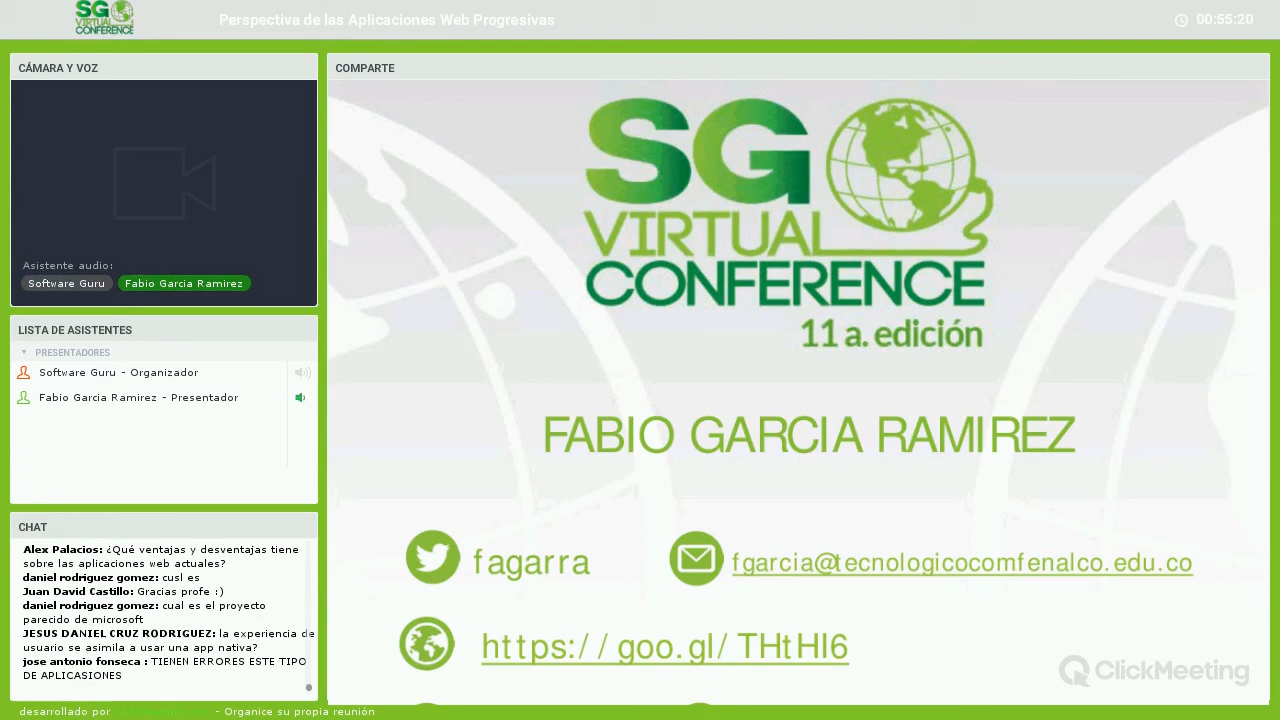 SG
VIRTUAL
CONFERENCE
Perspectiva de las Aplicaciones Web Progresivas
00:55:20
CÁMARA Y VOZ
Asistente audio:
Software Guru
Fabio Garcia Ramirez
LISTA DE ASISTENTES
PRESENTADORES
Software Guru - Organizador
Fabio Garcia Ramirez - Presentador
CHAT
Alex Palacios: ¿Qué ventajas y desventajas tiene
sobre las aplicaciones web actuales?
daniel rodriguez gomez: cusl es
Juan David Castillo: Gracias profe :)
daniel rodriguez gomez: cual es el proyecto
parecido de microsoft
JESUS DANIEL CRUZ RODRIGUEZ: la experiencia de
usuario se asimila a usar una app nativa?
jose antonio fonseca : TIENEN ERRORES ESTE TIPO
DE APLICASIONES
desarrollado por
- Organice su propia reunión
COMPARTE
SG
VIRTUAL
CONFERENCE
11 a. edición
FABIO GARCIA RAMIREZ
fagarra
fgarcia@tecnologicocomfenalco.edu.co
https://goo.gl/THtHI6
ClickMeeting